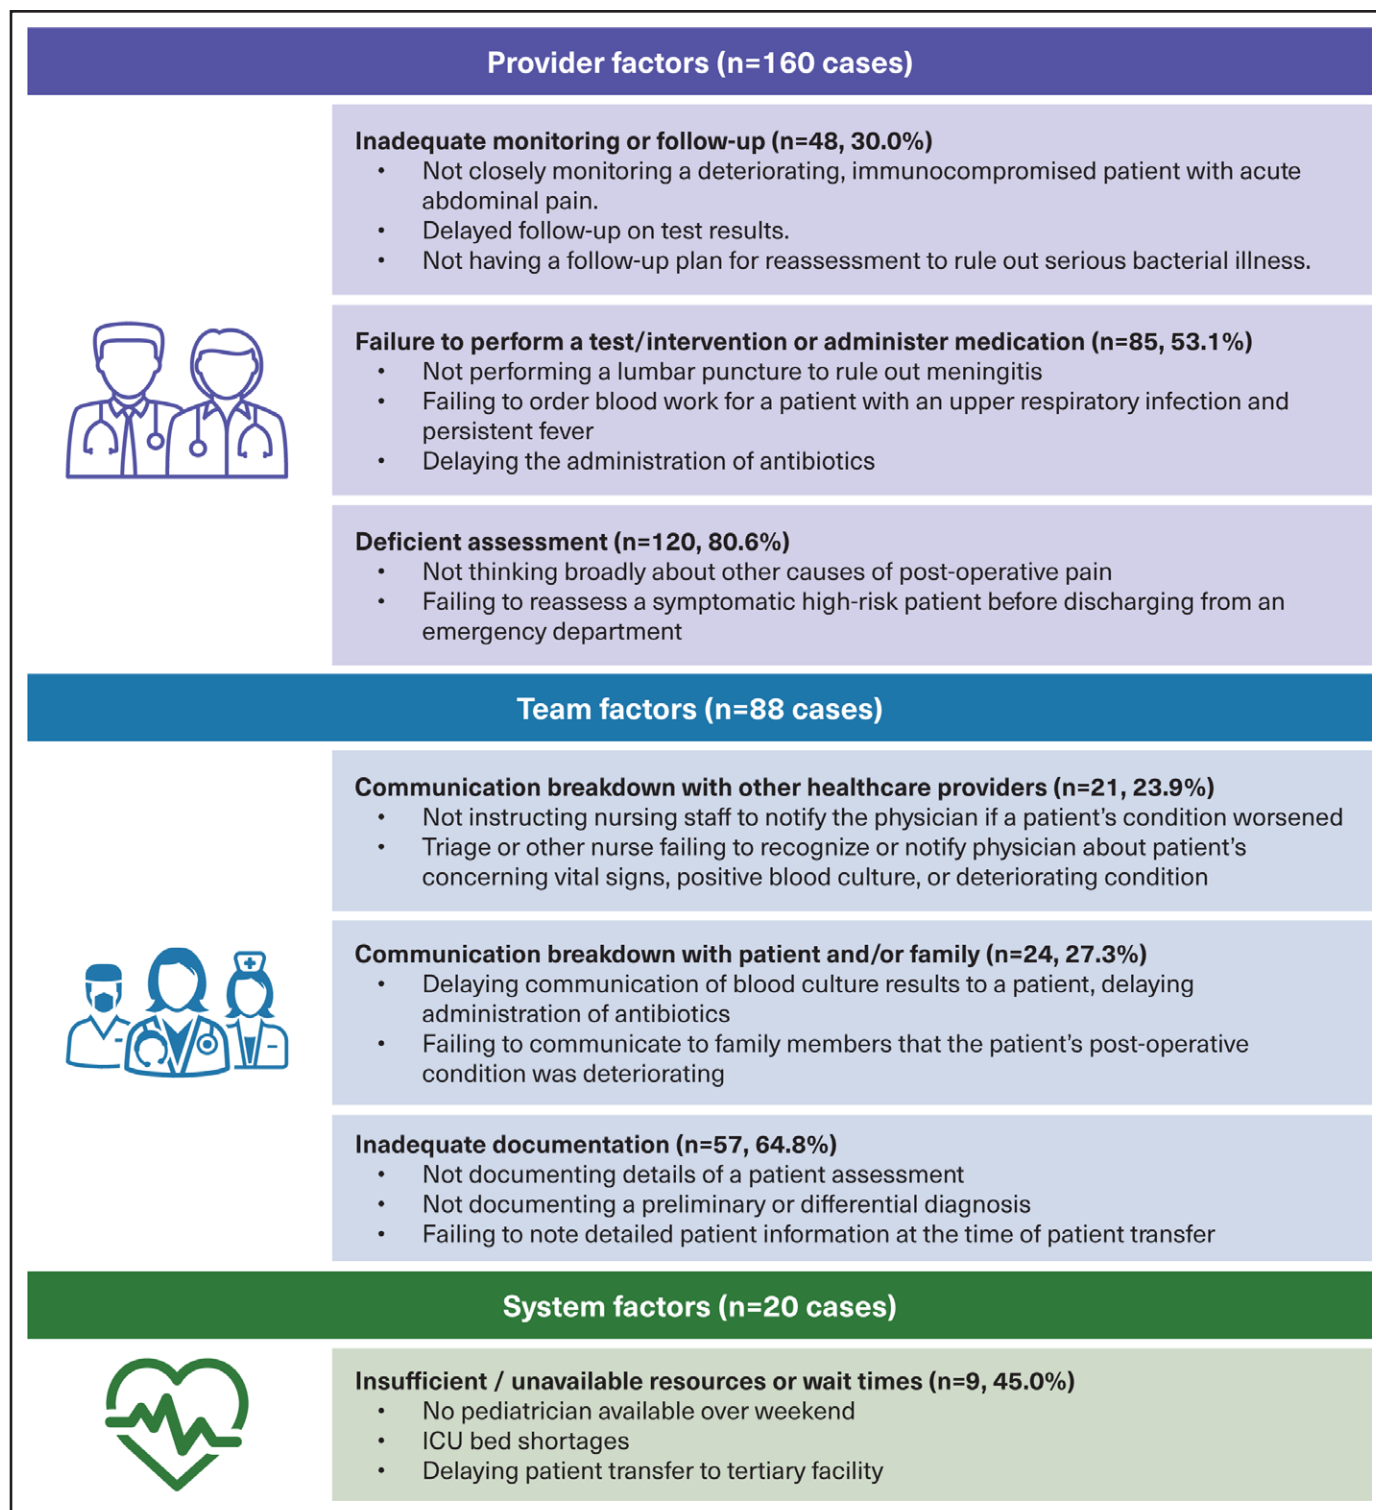 Provider factors (n=160 cases)
Inadequate monitoring or follow-up (n=48, 30.0%)
• Not closely monitoring a deteriorating, immunocompromised patient with acute
abdominal pain.
• Delayed follow-up on test results.
• Not having a follow-up plan for reassessment to rule out serious bacterial illness.
Failure to perform a test/intervention or administer medication (n=85, 53.1%)
• Not performing a lumbar puncture to rule out meningitis
• Failing to order blood work for a patient with an upper respiratory infection and
persistent fever
• Delaying the administration of antibiotics
Deficient assessment (n=120, 80.6%)
• Not thinking broadly about other causes of post-operative pain
• Failing to reassess a symptomatic high-risk patient before discharging from an
emergency department
Team factors (n=88 cases)
Communication breakdown with other healthcare providers (n=21, 23.9%)
• Not instructing nursing staff to notify the physician if a patient's condition worsened
• Triage or other nurse failing to recognize or notify physician about patient's
concerning vital signs, positive blood culture, or deteriorating condition
Communication breakdown with patient and/or family (n=24, 27.3%)
• Delaying communication of blood culture results to a patient, delaying
administration of antibiotics
• Failing to communicate to family members that the patient's post-operative
condition was deteriorating
Inadequate documentation (n=57, 64.8%)
• Not documenting details of a patient assessment
• Not documenting a preliminary or differential diagnosis
• Failing to note detailed patient information at the time of patient transfer
System factors (n=20 cases)
Insufficient / unavailable resources or wait times (n=9, 45.0%)
• No pediatrician available over weekend
• ICU bed shortages
• Delaying patient transfer to tertiary facility